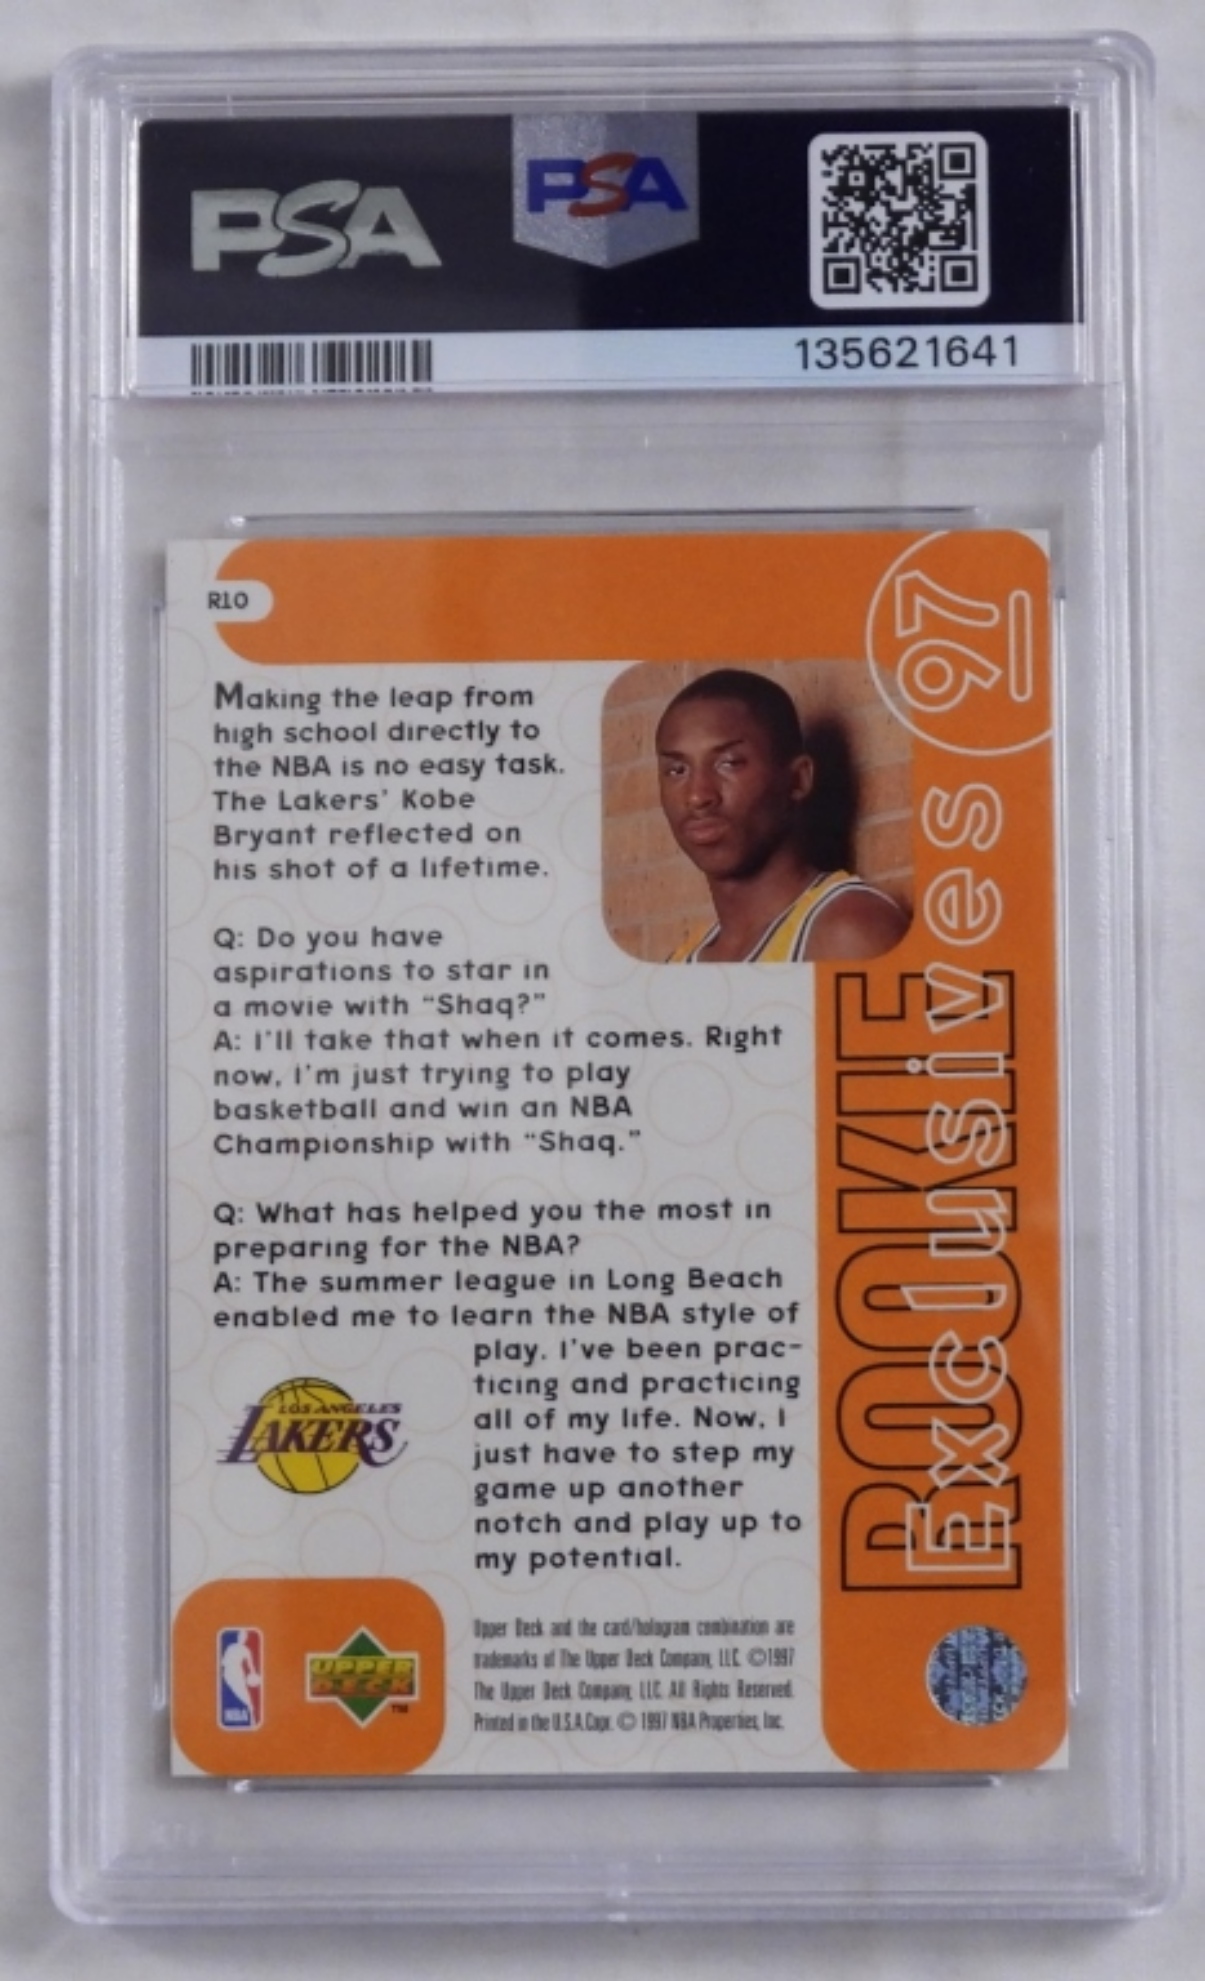 PSA
PSA
135621641
R10
97
ROOKIE
Exclusives
Making the leap from
high school directly to
the NBA is no easy task.
The Lakers' Kobe
Bryant reflected on
his shot of a lifetime.
Q: Do you have
aspirations to star in
a movie with “Shaq?”
A: I'll take that when it comes. Right
now, I'm just trying to play
basketball and win an NBA
Championship with “Shaq.”
Q: What has helped you the most in
preparing for the NBA?
A: The summer league in Long Beach
enabled me to learn the NBA style of
play. I've been prac-
ticing and practicing
all of my life. Now, I
just have to step my
game up another
notch and play up to
my potential.
LOS ANGELES
LAKERS
NBA
UPPER
DECK
TM
Upper Deck and the card/hologram combination are
trademarks of The Upper Deck Company, LLC. ©1997
The Upper Deck Company, LLC. All Rights Reserved.
Printed in the U.S.A. Copr. © 1997 NBA Properties, Inc.